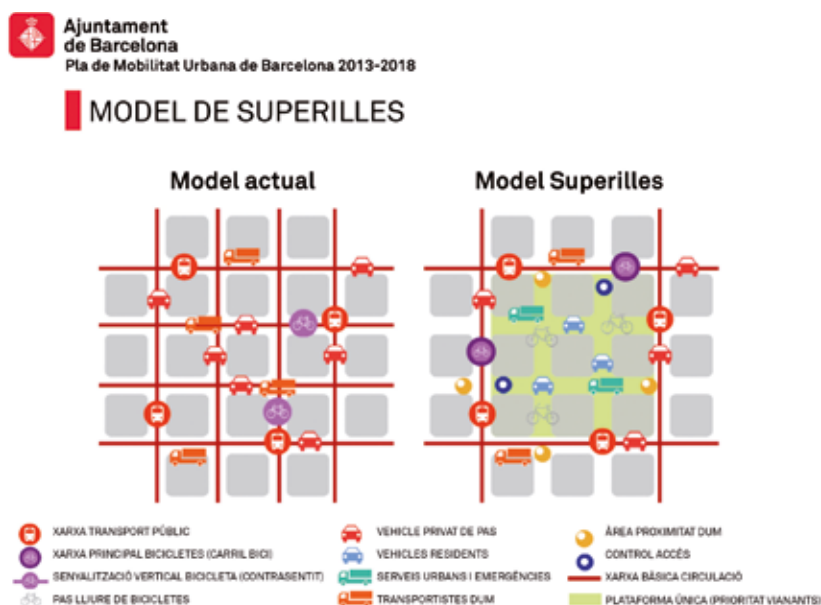 Ajuntament
de Barcelona
Pla de Mobilitat Urbana de Barcelona 2013-2018
MODEL DE SUPERILLES
Model actual
Model Superilles
XARXA TRANSPORT PÚBLIC
XARXA PRINCIPAL BICICLETES (CARRIL BICI)
SENYALITZACIÓ VERTICAL BICICLETA (CONTRASENTIT)
PAS LLIURE DE BICICLETES
VEHICLE PRIVAT DE PAS
VEHICLES RESIDENTS
SERVEIS URBANS I EMERGÈNCIES
TRANSPORTISTES DUM
ÀREA PROXIMITAT DUM
CONTROL ACCÉS
XARXA BÀSICA CIRCULACIÓ
PLATAFORMA ÚNICA (PRIORITAT VIANANTS)